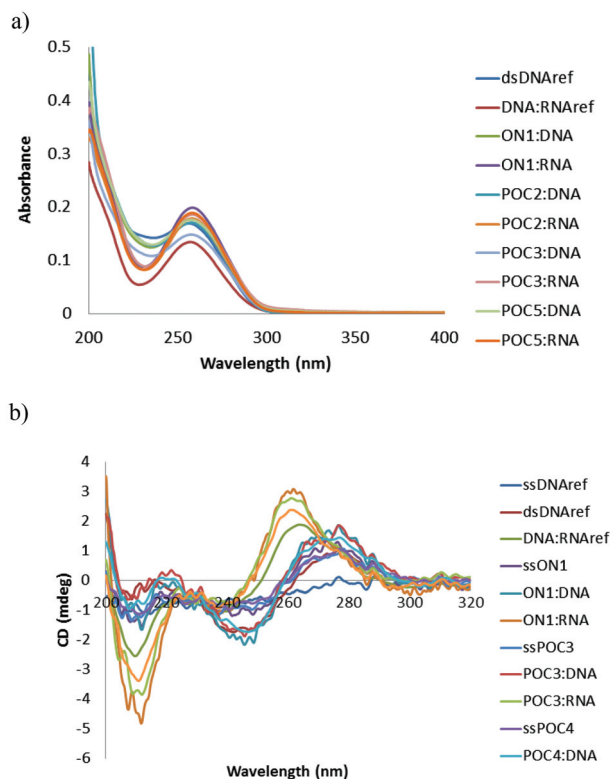 a)
0.5
0.4
0.3
0.2
0.1
0
Absorbance
200
250
300
350
400
Wavelength (nm)
dsDNAref
DNA:RNAref
ON1:DNA
ON1:RNA
POC2:DNA
POC2:RNA
POC3:DNA
POC3:RNA
POC5:DNA
POC5:RNA
b)
4
3
2
1
0
-1
-2
-3
-4
-5
-6
CD (mdeg)
200
220
240
260
280
300
320
Wavelength (nm)
ssDNAref
dsDNAref
DNA:RNAref
ssON1
ON1:DNA
ON1:RNA
ssPOC3
POC3:DNA
POC3:RNA
ssPOC4
POC4:DNA